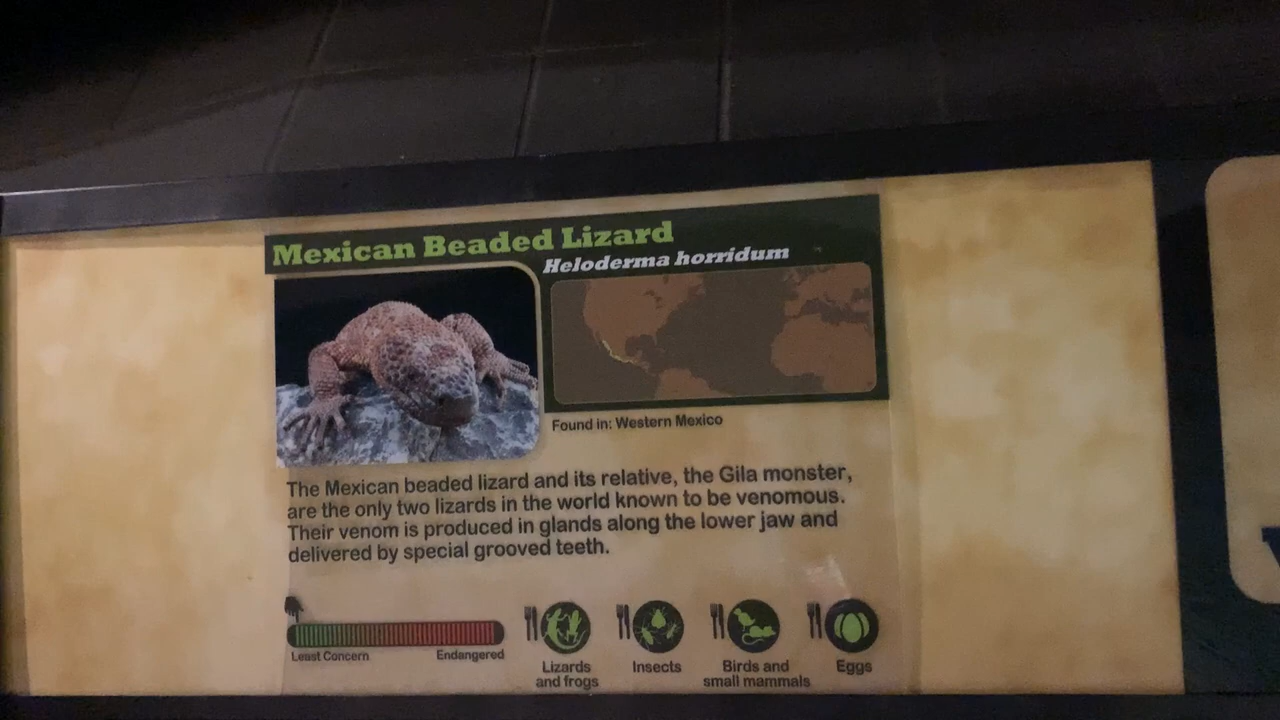 Mexican Beaded Lizard
Heloderma horridum
Found in: Western Mexico
The Mexican beaded lizard and its relative, the Gila monster,
are the only two lizards in the world known to be venomous.
Their venom is produced in glands along the lower jaw and
delivered by special grooved teeth.
Least Concern
Endangered
Lizards
and frogs
Insects
Birds and
small mammals
Eggs